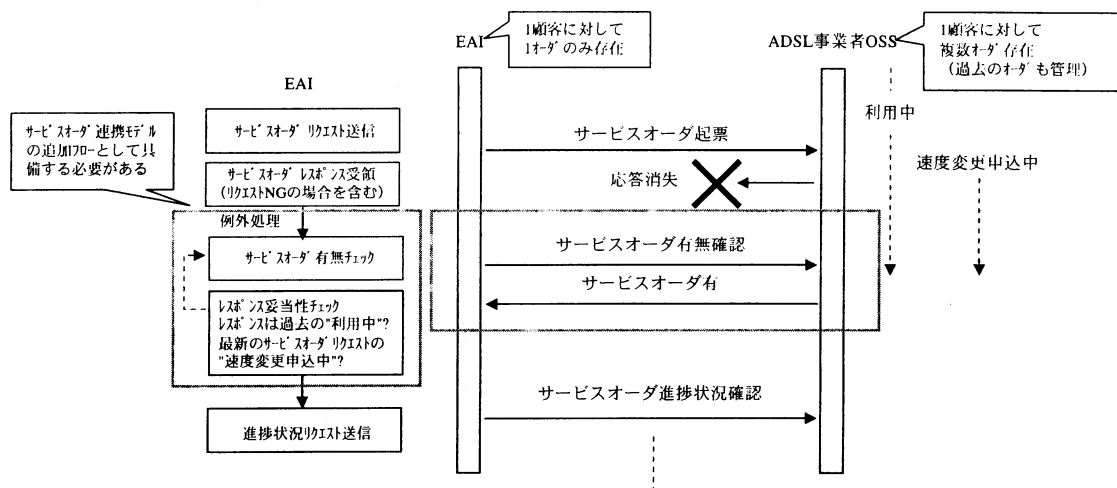 EAI
1顧客に対して
1ｵｰﾀﾞのみ存在
ADSL事業者OSS
1顧客に対して
複数ｵｰﾀﾞ存在
(過去のｵｰﾀﾞも管理)
EAI
利用中
速度変更申込中
ｻｰﾋﾞｽｵｰﾀﾞ連携ﾓﾃﾞﾙ
の追加ﾌﾛｰとして具
備する必要がある
ｻｰﾋﾞｽｵｰﾀﾞﾘｸｴｽﾄ送信
ｻｰﾋﾞｽｵｰﾀﾞﾚｽﾎﾟﾝｽ受領
(ﾘｸｴｽﾄNGの場合を含む)
サービスオーダ起票
応答消失
例外処理
ｻｰﾋﾞｽｵｰﾀﾞ有無ﾁｪｯｸ
サービスオーダ有無確認
サービスオーダ有
ﾚｽﾎﾟﾝｽ妥当性ﾁｪｯｸ
ﾚｽﾎﾟﾝｽは過去の"利用中"?
最新のｻｰﾋﾞｽｵｰﾀﾞﾘｸｴｽﾄの
"速度変更申込中"?
サービスオーダ進捗状況確認
進捗状況ﾘｸｴｽﾄ送信